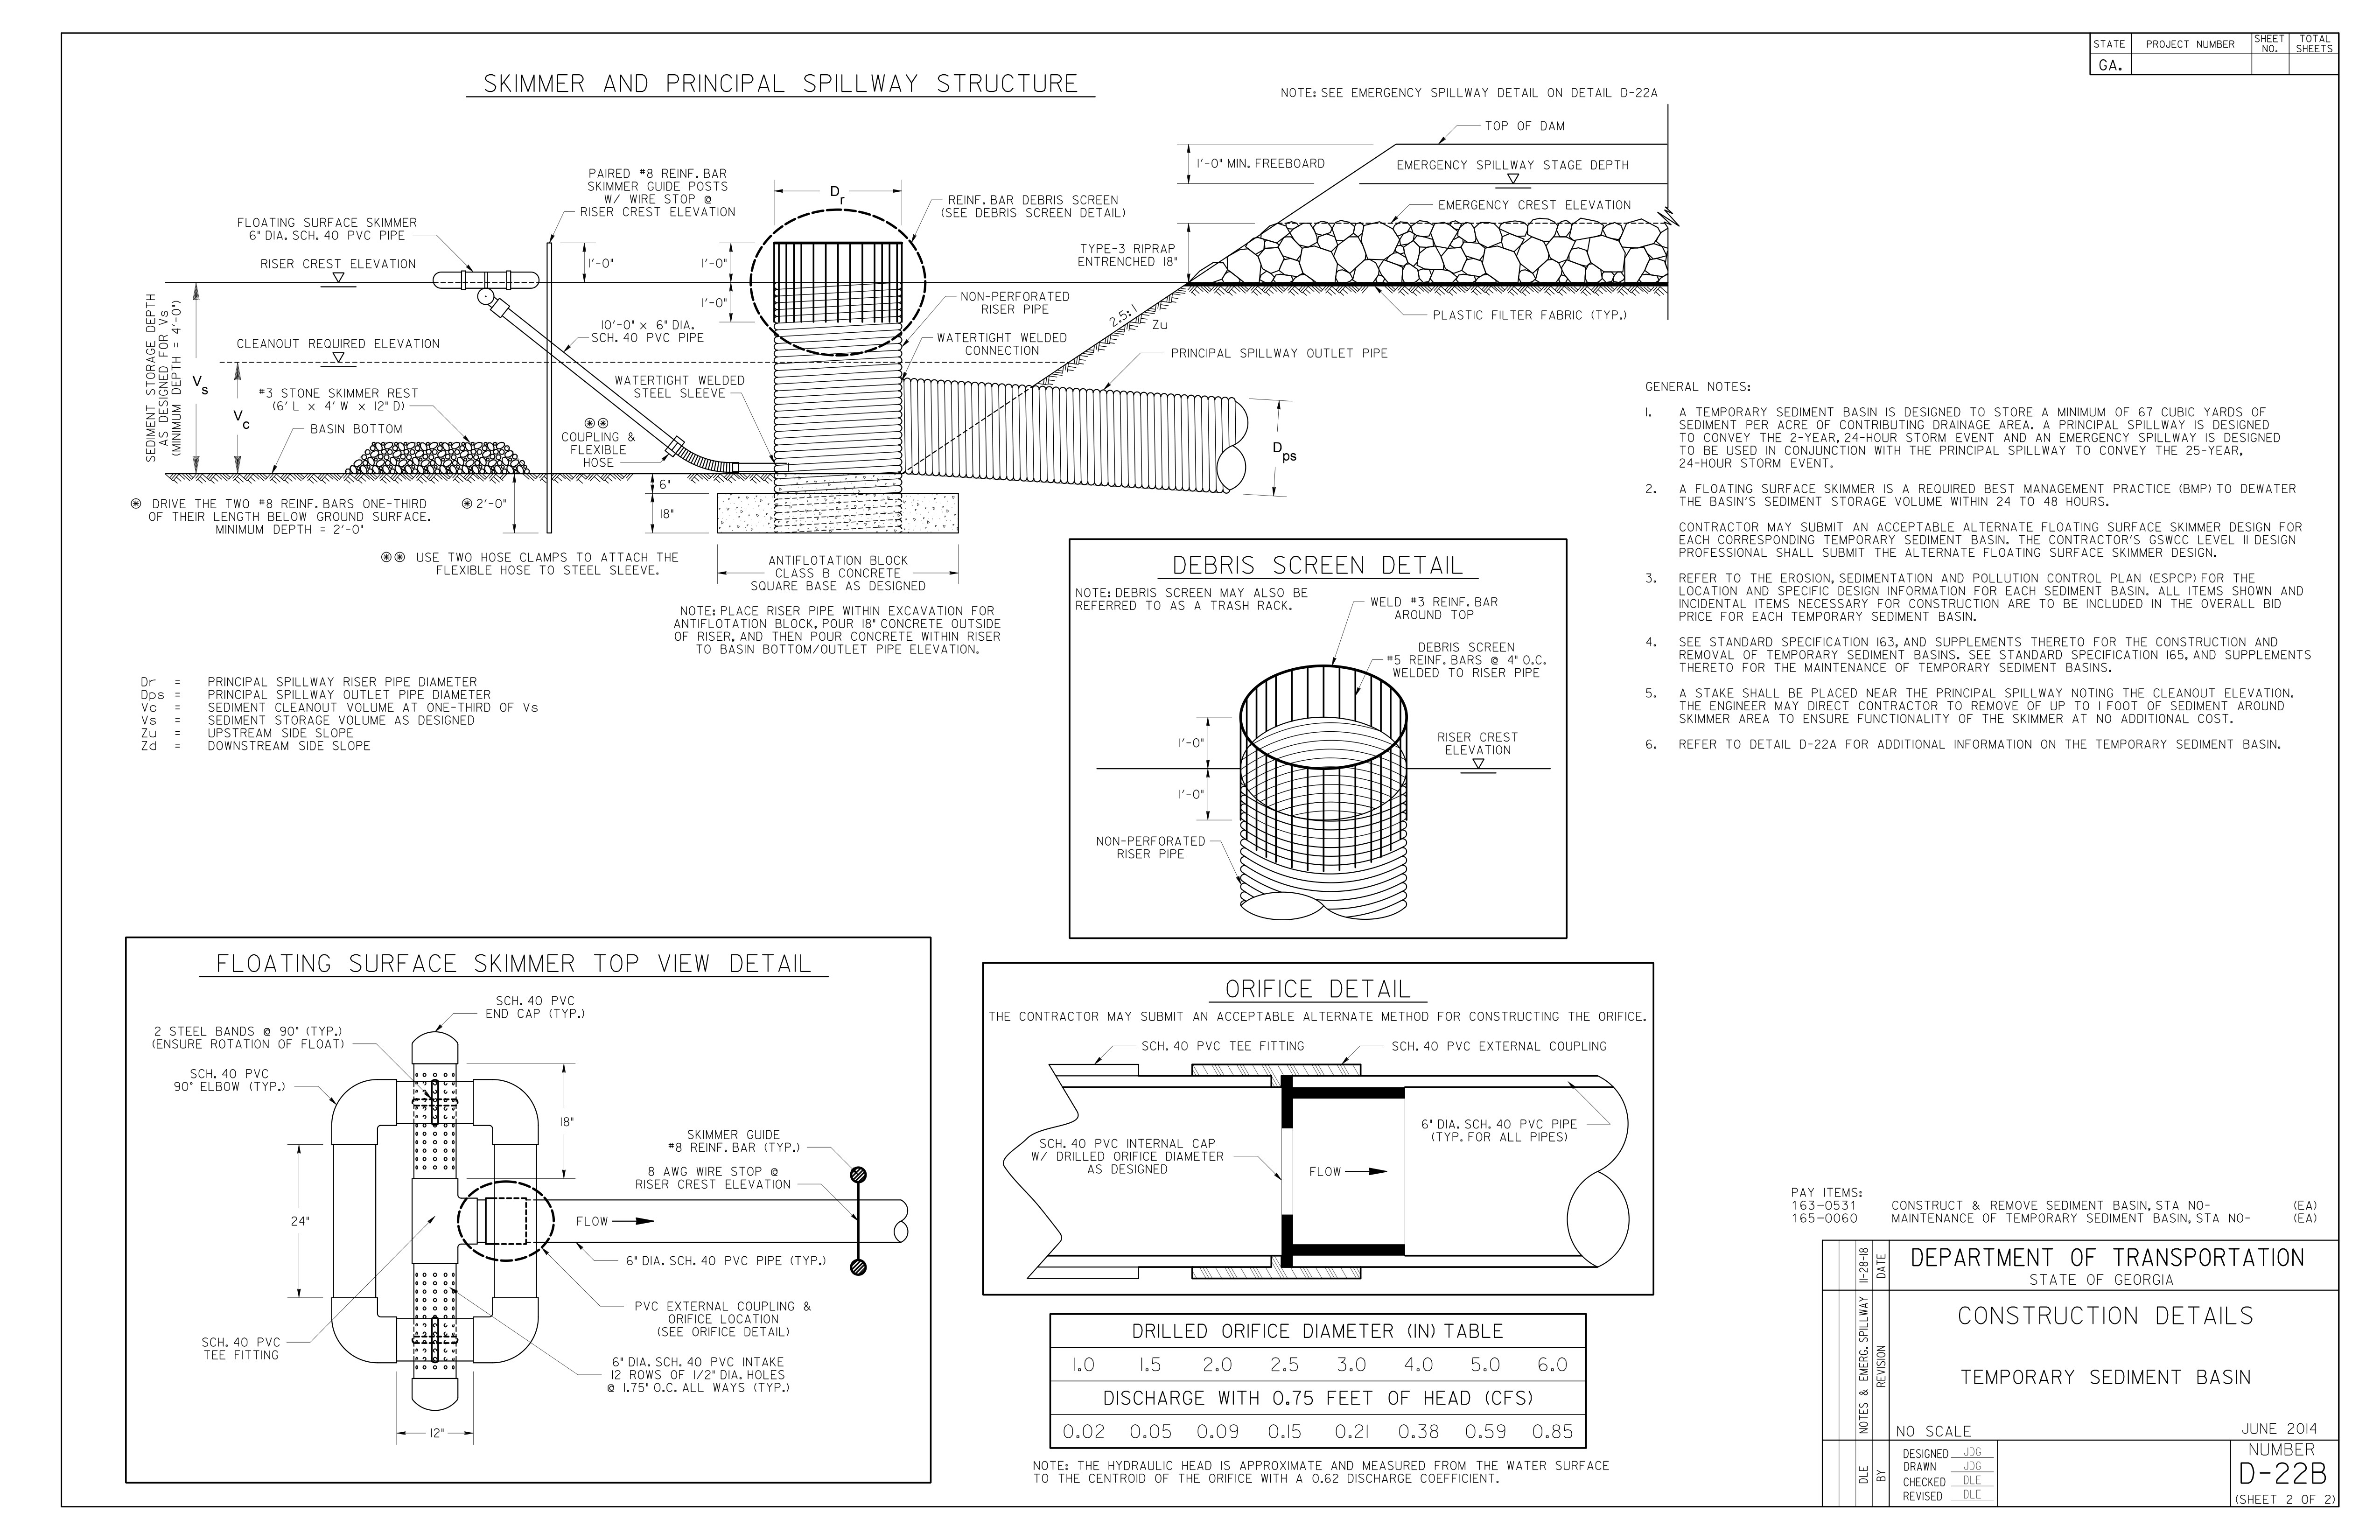 STATE
PROJECT NUMBER
SHEET NO.
TOTAL SHEETS
GA.
SKIMMER AND PRINCIPAL SPILLWAY STRUCTURE
NOTE: SEE EMERGENCY SPILLWAY DETAIL ON DETAIL D-22A
TOP OF DAM
1'-0" MIN. FREEBOARD
EMERGENCY SPILLWAY STAGE DEPTH
EMERGENCY CREST ELEVATION
TYPE-3 RIPRAP
ENTRENCHED 18"
PLASTIC FILTER FABRIC (TYP.)
2.5:1
Zu
PRINCIPAL SPILLWAY OUTLET PIPE
Dps
PAIRED #8 REINF. BAR
SKIMMER GUIDE POSTS
W/ WIRE STOP @
RISER CREST ELEVATION
Dr
REINF. BAR DEBRIS SCREEN
(SEE DEBRIS SCREEN DETAIL)
FLOATING SURFACE SKIMMER
6" DIA. SCH. 40 PVC PIPE
RISER CREST ELEVATION
1'-0"
1'-0"
1'-0"
NON-PERFORATED
RISER PIPE
10'-0" x 6" DIA.
SCH. 40 PVC PIPE
WATERTIGHT WELDED
CONNECTION
SEDIMENT STORAGE DEPTH
AS DESIGNED FOR Vs
(MINIMUM DEPTH = 4'-0")
CLEANOUT REQUIRED ELEVATION
Vs
Vc
WATERTIGHT WELDED
STEEL SLEEVE
#3 STONE SKIMMER REST
(6' L x 4' W x 12" D)
BASIN BOTTOM
⊛⊛
COUPLING &
FLEXIBLE
HOSE
6"
18"
⊛ DRIVE THE TWO #8 REINF. BARS ONE-THIRD
OF THEIR LENGTH BELOW GROUND SURFACE.
MINIMUM DEPTH = 2'-0"
⊛ 2'-0"
⊛⊛ USE TWO HOSE CLAMPS TO ATTACH THE
FLEXIBLE HOSE TO STEEL SLEEVE.
ANTIFLOTATION BLOCK
CLASS B CONCRETE
SQUARE BASE AS DESIGNED
NOTE: PLACE RISER PIPE WITHIN EXCAVATION FOR
ANTIFLOTATION BLOCK, POUR 18" CONCRETE OUTSIDE
OF RISER, AND THEN POUR CONCRETE WITHIN RISER
TO BASIN BOTTOM/OUTLET PIPE ELEVATION.
Dr = PRINCIPAL SPILLWAY RISER PIPE DIAMETER
Dps = PRINCIPAL SPILLWAY OUTLET PIPE DIAMETER
Vc = SEDIMENT CLEANOUT VOLUME AT ONE-THIRD OF Vs
Vs = SEDIMENT STORAGE VOLUME AS DESIGNED
Zu = UPSTREAM SIDE SLOPE
Zd = DOWNSTREAM SIDE SLOPE
DEBRIS SCREEN DETAIL
NOTE: DEBRIS SCREEN MAY ALSO BE
REFERRED TO AS A TRASH RACK.
WELD #3 REINF. BAR
AROUND TOP
DEBRIS SCREEN
#5 REINF. BARS @ 4" O.C.
WELDED TO RISER PIPE
1'-0"
RISER CREST
ELEVATION
1'-0"
NON-PERFORATED
RISER PIPE
GENERAL NOTES:
1. A TEMPORARY SEDIMENT BASIN IS DESIGNED TO STORE A MINIMUM OF 67 CUBIC YARDS OF
SEDIMENT PER ACRE OF CONTRIBUTING DRAINAGE AREA. A PRINCIPAL SPILLWAY IS DESIGNED
TO CONVEY THE 2-YEAR, 24-HOUR STORM EVENT AND AN EMERGENCY SPILLWAY IS DESIGNED
TO BE USED IN CONJUNCTION WITH THE PRINCIPAL SPILLWAY TO CONVEY THE 25-YEAR,
24-HOUR STORM EVENT.
2. A FLOATING SURFACE SKIMMER IS A REQUIRED BEST MANAGEMENT PRACTICE (BMP) TO DEWATER
THE BASIN'S SEDIMENT STORAGE VOLUME WITHIN 24 TO 48 HOURS.
CONTRACTOR MAY SUBMIT AN ACCEPTABLE ALTERNATE FLOATING SURFACE SKIMMER DESIGN FOR
EACH CORRESPONDING TEMPORARY SEDIMENT BASIN. THE CONTRACTOR'S GSWCC LEVEL II DESIGN
PROFESSIONAL SHALL SUBMIT THE ALTERNATE FLOATING SURFACE SKIMMER DESIGN.
3. REFER TO THE EROSION, SEDIMENTATION AND POLLUTION CONTROL PLAN (ESPCP) FOR THE
LOCATION AND SPECIFIC DESIGN INFORMATION FOR EACH SEDIMENT BASIN. ALL ITEMS SHOWN AND
INCIDENTAL ITEMS NECESSARY FOR CONSTRUCTION ARE TO BE INCLUDED IN THE OVERALL BID
PRICE FOR EACH TEMPORARY SEDIMENT BASIN.
4. SEE STANDARD SPECIFICATION 163, AND SUPPLEMENTS THERETO FOR THE CONSTRUCTION AND
REMOVAL OF TEMPORARY SEDIMENT BASINS. SEE STANDARD SPECIFICATION 165, AND SUPPLEMENTS
THERETO FOR THE MAINTENANCE OF TEMPORARY SEDIMENT BASINS.
5. A STAKE SHALL BE PLACED NEAR THE PRINCIPAL SPILLWAY NOTING THE CLEANOUT ELEVATION.
THE ENGINEER MAY DIRECT CONTRACTOR TO REMOVE OF UP TO 1 FOOT OF SEDIMENT AROUND
SKIMMER AREA TO ENSURE FUNCTIONALITY OF THE SKIMMER AT NO ADDITIONAL COST.
6. REFER TO DETAIL D-22A FOR ADDITIONAL INFORMATION ON THE TEMPORARY SEDIMENT BASIN.
FLOATING SURFACE SKIMMER TOP VIEW DETAIL
SCH. 40 PVC
END CAP (TYP.)
2 STEEL BANDS @ 90° (TYP.)
(ENSURE ROTATION OF FLOAT)
SCH. 40 PVC
90° ELBOW (TYP.)
18"
SKIMMER GUIDE
#8 REINF. BAR (TYP.)
8 AWG WIRE STOP @
RISER CREST ELEVATION
24"
FLOW
6" DIA. SCH. 40 PVC PIPE (TYP.)
PVC EXTERNAL COUPLING &
ORIFICE LOCATION
(SEE ORIFICE DETAIL)
SCH. 40 PVC
TEE FITTING
6" DIA. SCH. 40 PVC INTAKE
12 ROWS OF 1/2" DIA. HOLES
@ 1.75" O.C. ALL WAYS (TYP.)
12"
ORIFICE DETAIL
THE CONTRACTOR MAY SUBMIT AN ACCEPTABLE ALTERNATE METHOD FOR CONSTRUCTING THE ORIFICE.
SCH. 40 PVC TEE FITTING
SCH. 40 PVC EXTERNAL COUPLING
SCH. 40 PVC INTERNAL CAP
W/ DRILLED ORIFICE DIAMETER
AS DESIGNED
6" DIA. SCH. 40 PVC PIPE
(TYP. FOR ALL PIPES)
FLOW
DRILLED ORIFICE DIAMETER (IN) TABLE
1.0 1.5 2.0 2.5 3.0 4.0 5.0 6.0
DISCHARGE WITH 0.75 FEET OF HEAD (CFS)
0.02 0.05 0.09 0.15 0.21 0.38 0.59 0.85
NOTE: THE HYDRAULIC HEAD IS APPROXIMATE AND MEASURED FROM THE WATER SURFACE
TO THE CENTROID OF THE ORIFICE WITH A 0.62 DISCHARGE COEFFICIENT.
PAY ITEMS:
163-0531 CONSTRUCT & REMOVE SEDIMENT BASIN, STA NO- (EA)
165-0060 MAINTENANCE OF TEMPORARY SEDIMENT BASIN, STA NO- (EA)
11-28-18
DATE
NOTES & EMERG. SPILLWAY
REVISION
DLE
BY
DEPARTMENT OF TRANSPORTATION
STATE OF GEORGIA
CONSTRUCTION DETAILS
TEMPORARY SEDIMENT BASIN
NO SCALE
JUNE 2014
DESIGNED JDG
DRAWN JDG
CHECKED DLE
REVISED DLE
NUMBER
D-22B
(SHEET 2 OF 2)